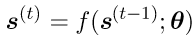 s^{(t)} = f(s^{(t-1)}; θ)